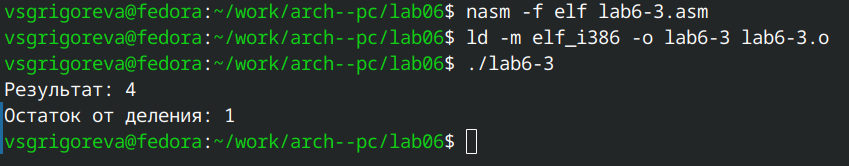 vsgrigoreva@fedora:~/work/arch--pc/lab06$ nasm -f elf lab6-3.asm
vsgrigoreva@fedora:~/work/arch--pc/lab06$ ld -m elf_i386 -o lab6-3 lab6-3.o
vsgrigoreva@fedora:~/work/arch--pc/lab06$ ./lab6-3
Результат: 4
Остаток от деления: 1
vsgrigoreva@fedora:~/work/arch--pc/lab06$